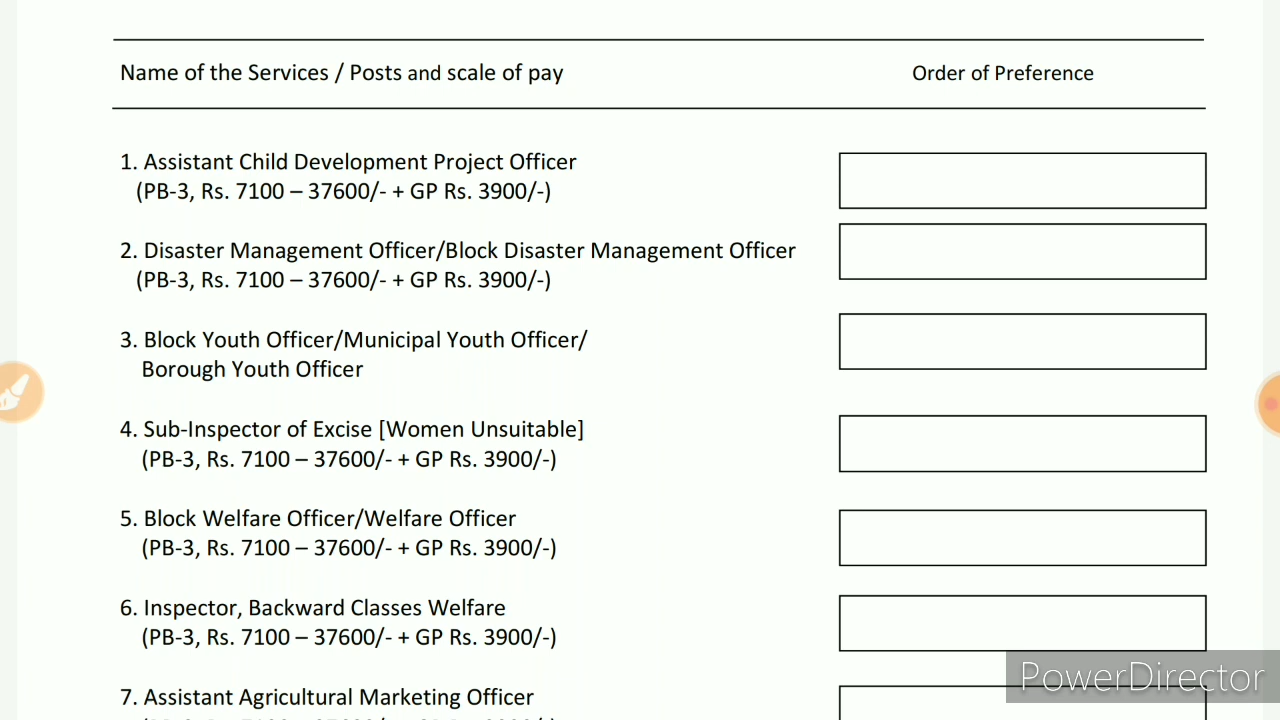 Name of the Services / Posts and scale of pay Order of Preference
1. Assistant Child Development Project Officer
(PB-3, Rs. 7100 – 37600/- + GP Rs. 3900/-)
2. Disaster Management Officer/Block Disaster Management Officer
(PB-3, Rs. 7100 – 37600/- + GP Rs. 3900/-)
3. Block Youth Officer/Municipal Youth Officer/
Borough Youth Officer
4. Sub-Inspector of Excise [Women Unsuitable]
(PB-3, Rs. 7100 – 37600/- + GP Rs. 3900/-)
5. Block Welfare Officer/Welfare Officer
(PB-3, Rs. 7100 – 37600/- + GP Rs. 3900/-)
6. Inspector, Backward Classes Welfare
(PB-3, Rs. 7100 – 37600/- + GP Rs. 3900/-)
PowerDirector
7. Assistant Agricultural Marketing Officer